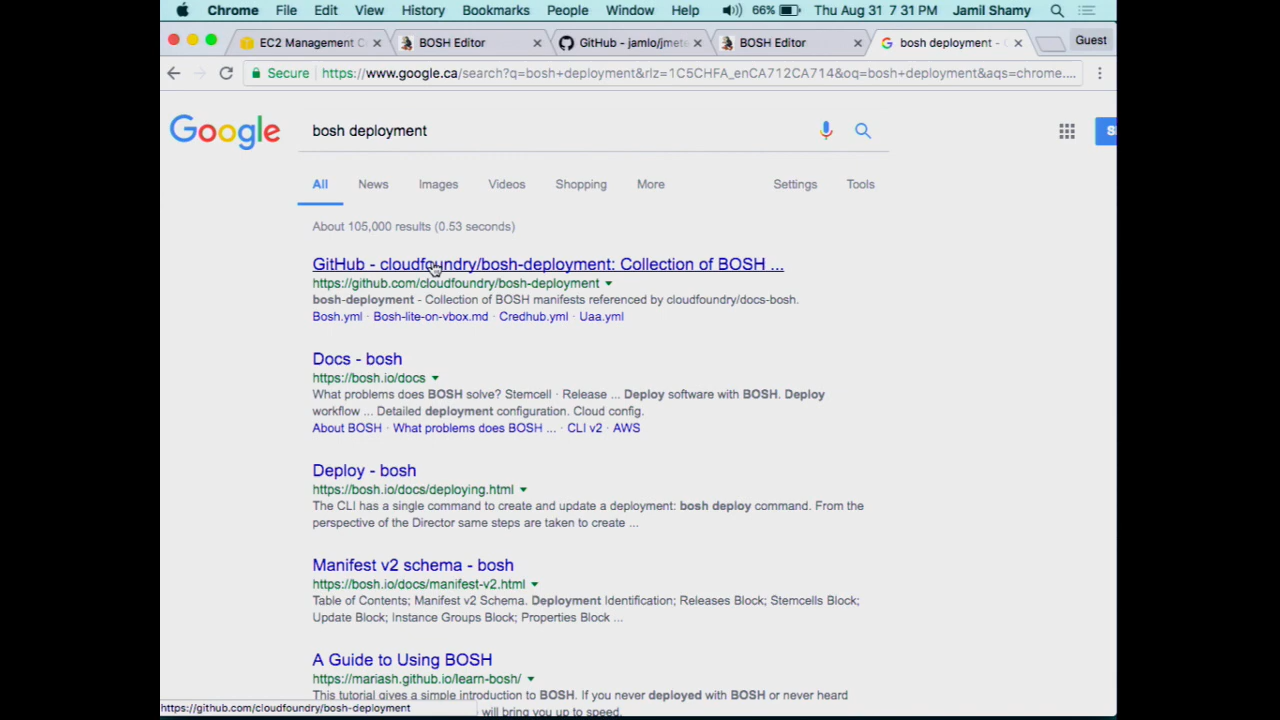 Chrome File Edit View History Bookmarks People Window Help 66% Thu Aug 31 7:31 PM Jamil Shamy
EC2 Management C BOSH Editor GitHub - jamlo/jmete BOSH Editor bosh deployment - Guest
Secure https://www.google.ca/search?q=bosh+deployment&rlz=1C5CHFA_enCA712CA714&oq=bosh+deployment&aqs=chrome....
Google bosh deployment
All News Images Videos Shopping More Settings Tools
About 105,000 results (0.53 seconds)
GitHub - cloudfoundry/bosh-deployment: Collection of BOSH ...
https://github.com/cloudfoundry/bosh-deployment
bosh-deployment - Collection of BOSH manifests referenced by cloudfoundry/docs-bosh.
Bosh.yml · Bosh-lite-on-vbox.md · Credhub.yml · Uaa.yml
Docs - bosh
https://bosh.io/docs
What problems does BOSH solve? Stemcell · Release ... Deploy software with BOSH. Deploy
workflow ... Detailed deployment configuration. Cloud config.
About BOSH · What problems does BOSH ... · CLI v2 · AWS
Deploy - bosh
https://bosh.io/docs/deploying.html
The CLI has a single command to create and update a deployment: bosh deploy command. From the
perspective of the Director same steps are taken to create ...
Manifest v2 schema - bosh
https://bosh.io/docs/manifest-v2.html
Table of Contents; Manifest v2 Schema. Deployment Identification; Releases Block; Stemcells Block;
Update Block; Instance Groups Block; Properties Block ...
A Guide to Using BOSH
https://mariash.github.io/learn-bosh/
This tutorial gives a simple introduction to BOSH. If you never deployed with BOSH or never heard
will bring you up to speed.
https://github.com/cloudfoundry/bosh-deployment